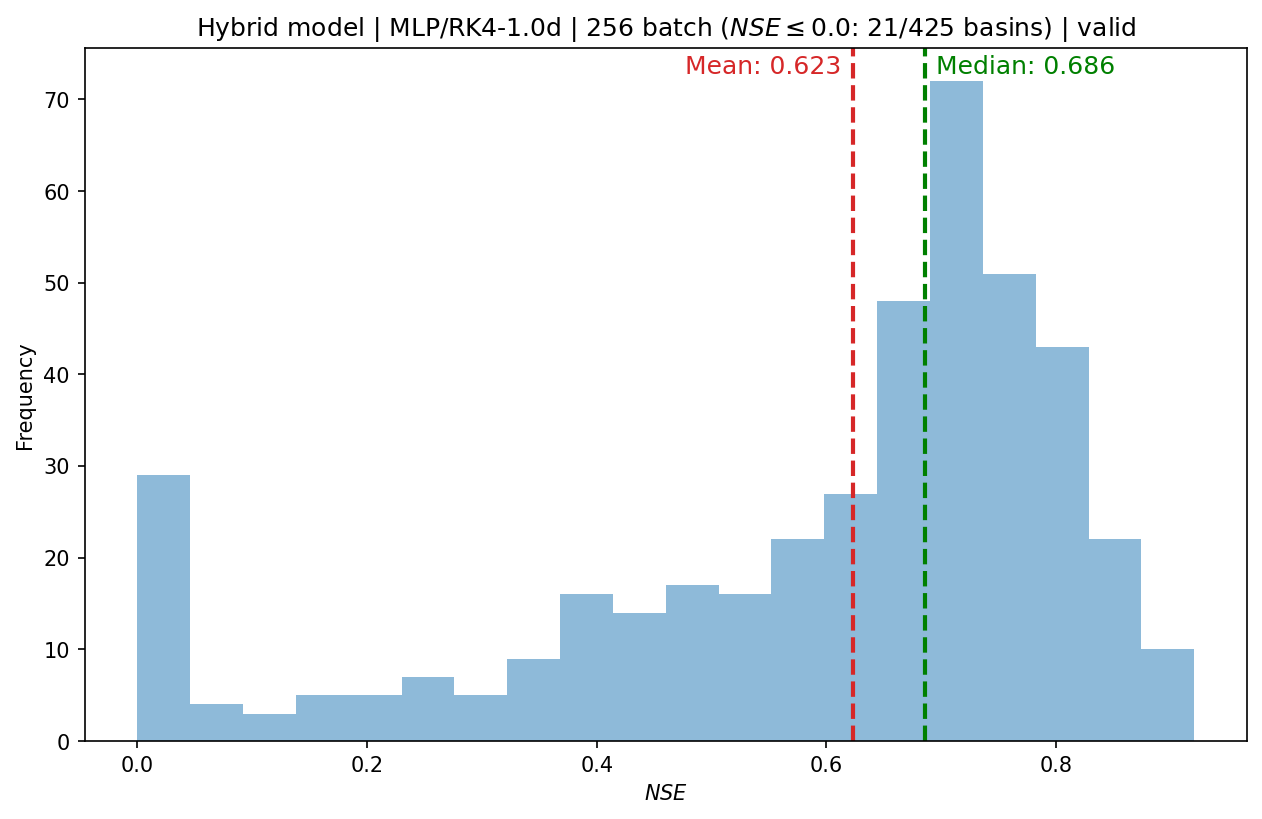 Hybrid model | MLP/RK4-1.0d | 256 batch (NSE ≤ 0.0: 21/425 basins) | valid
Mean: 0.623
Median: 0.686
70
60
50
40
30
20
10
0
Frequency
0.0 0.2 0.4 0.6 0.8
NSE